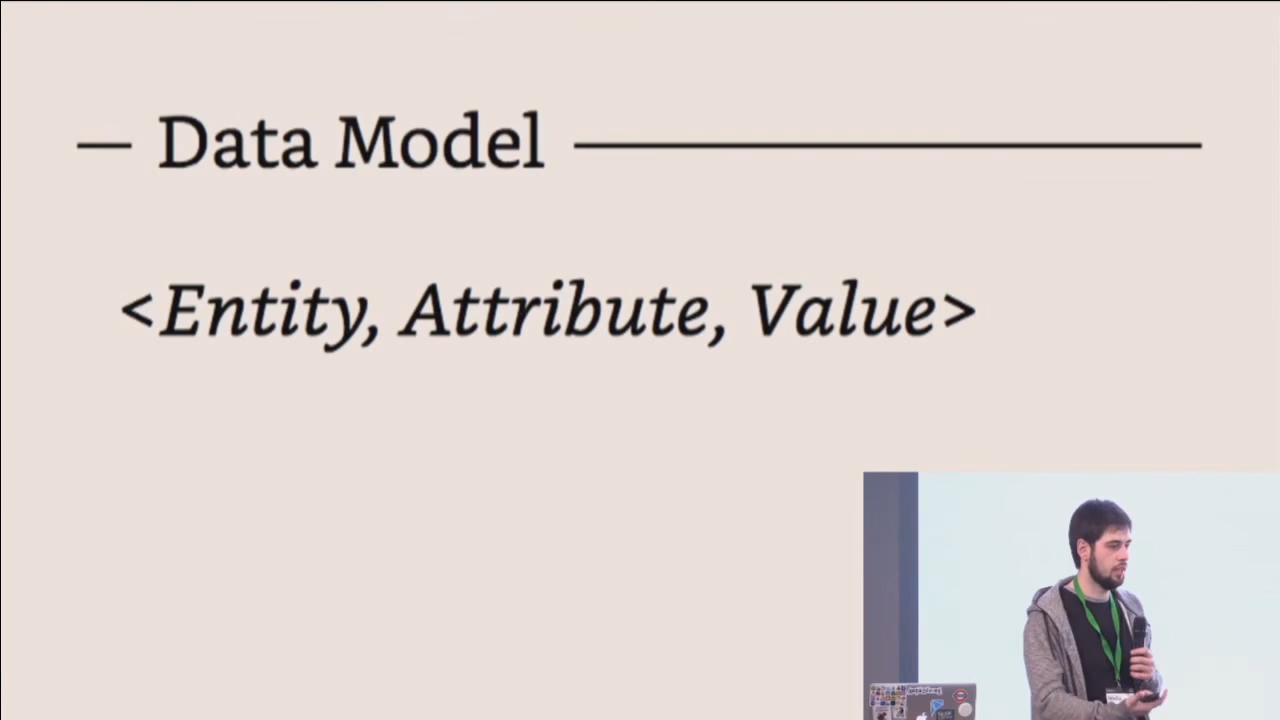 Data Model
<Entity, Attribute, Value>